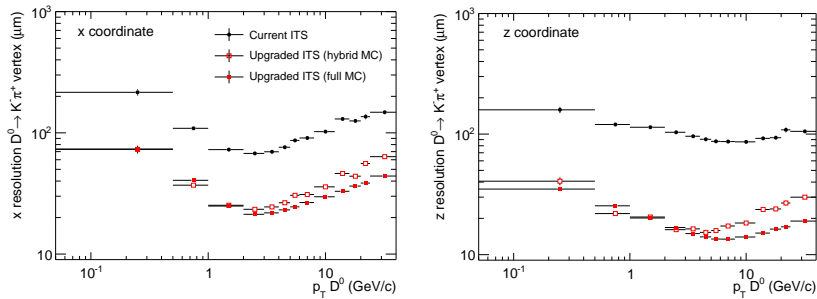 x resolution D⁰→ K⁻π⁺ vertex (μm)
x coordinate
Current ITS
Upgraded ITS (hybrid MC)
Upgraded ITS (full MC)
10³
10²
10
10⁻¹ 1 10
p_T D⁰ (GeV/c)
z resolution D⁰→ K⁻π⁺ vertex (μm)
z coordinate
10³
10²
10
10⁻¹ 1 10
p_T D⁰ (GeV/c)